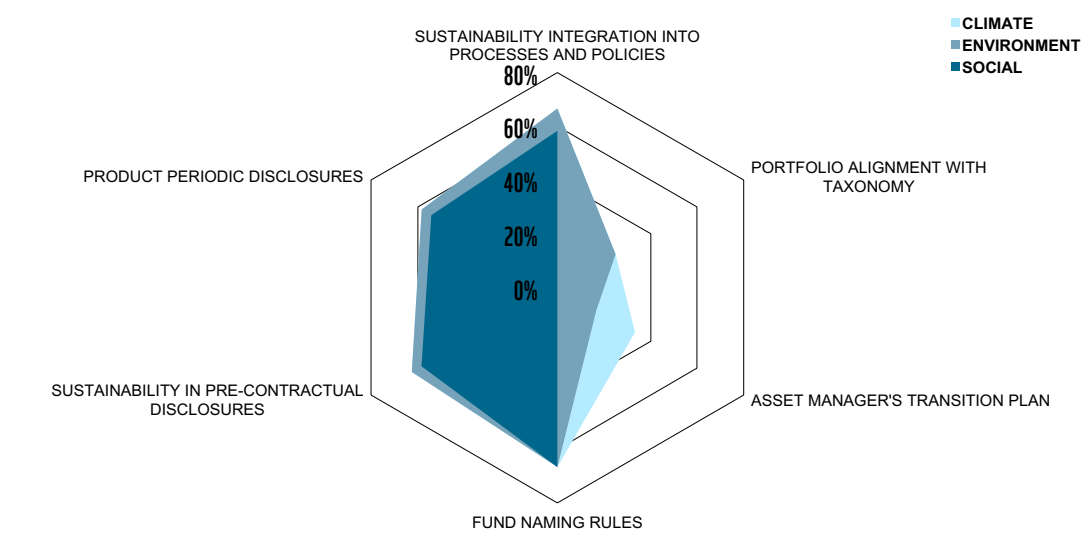 CLIMATE
ENVIRONMENT
SOCIAL
SUSTAINABILITY INTEGRATION INTO
PROCESSES AND POLICIES
80%
60%
40%
20%
0%
PORTFOLIO ALIGNMENT WITH
TAXONOMY
PRODUCT PERIODIC DISCLOSURES
SUSTAINABILITY IN PRE-CONTRACTUAL
DISCLOSURES
ASSET MANAGER'S TRANSITION PLAN
FUND NAMING RULES